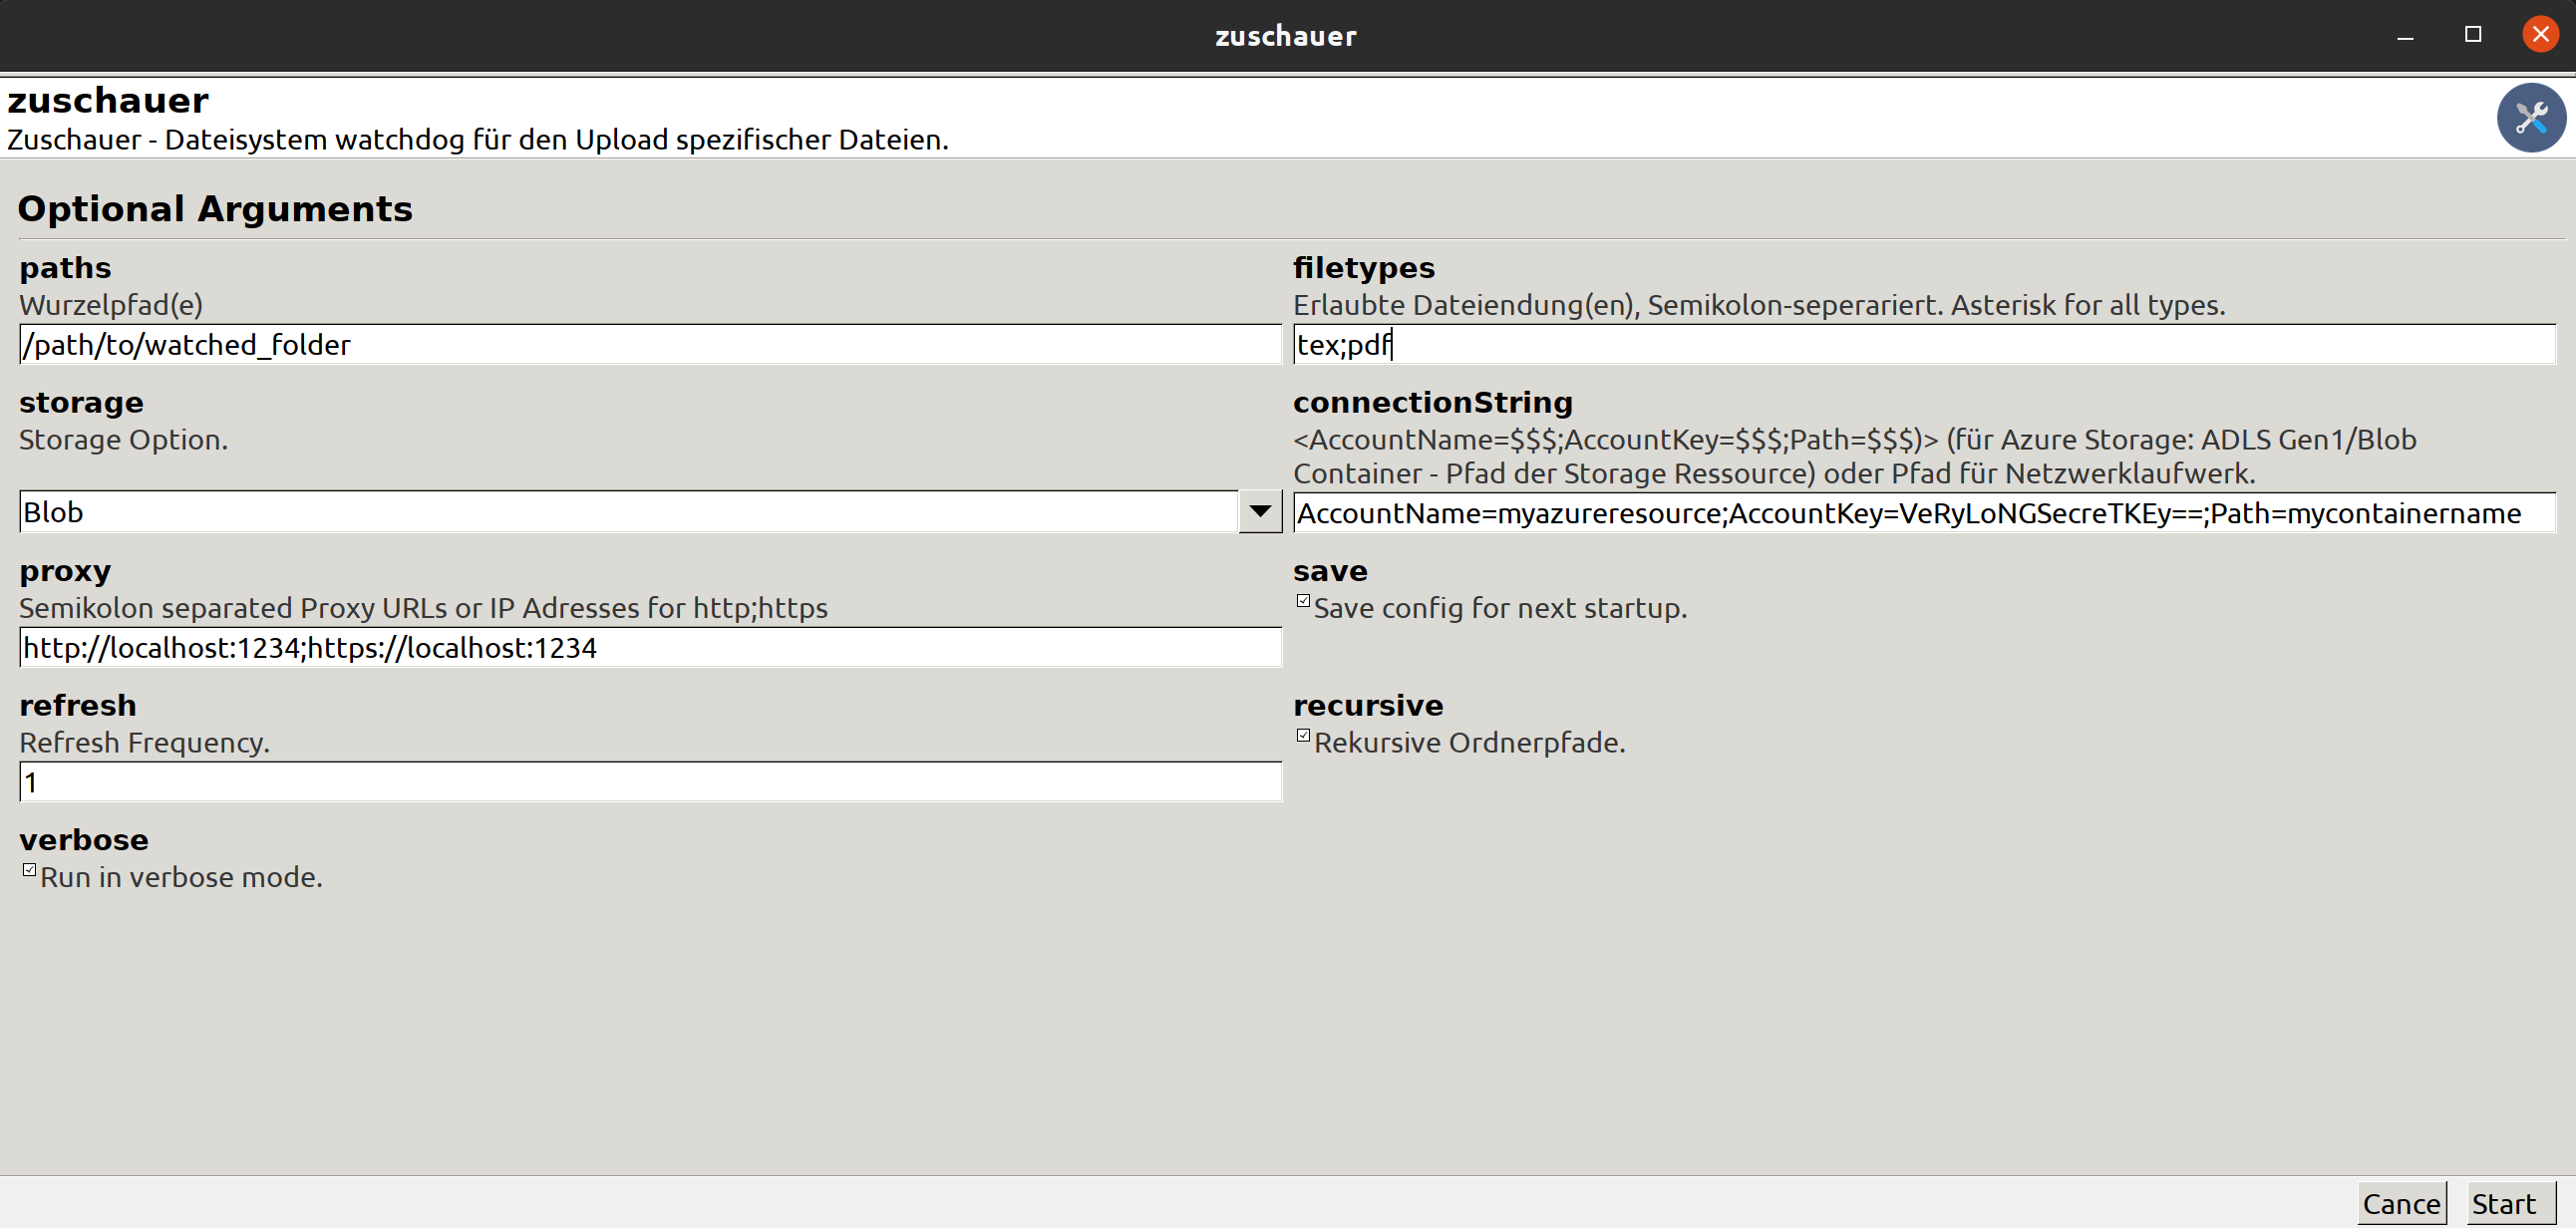 zuschauer
zuschauer
Zuschauer - Dateisystem watchdog für den Upload spezifischer Dateien.
Optional Arguments
paths
Wurzelpfad(e)
/path/to/watched_folder
filetypes
Erlaubte Dateiendung(en), Semikolon-seperariert. Asterisk for all types.
tex;pdf
storage
Storage Option.
Blob
connectionString
<AccountName=$$$;AccountKey=$$$;Path=$$$)> (für Azure Storage: ADLS Gen1/Blob
Container - Pfad der Storage Ressource) oder Pfad für Netzwerklaufwerk.
AccountName=myazureresource;AccountKey=VeRyLoNGSecreTKEy==;Path=mycontainername
proxy
Semikolon separated Proxy URLs or IP Adresses for http;https
http://localhost:1234;https://localhost:1234
save
Save config for next startup.
refresh
Refresh Frequency.
1
recursive
Rekursive Ordnerpfade.
verbose
Run in verbose mode.
Cance
Start